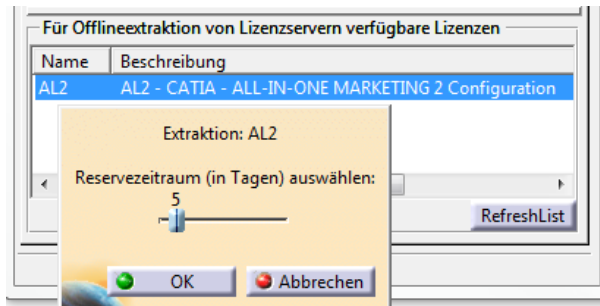 Für Offlineextraktion von Lizenzservern verfügbare Lizenzen
Name Beschreibung
AL2 AL2 - CATIA - ALL-IN-ONE MARKETING 2 Configuration
Extraktion: AL2
Reservezeitraum (in Tagen) auswählen:
5
RefreshList
OK Abbrechen